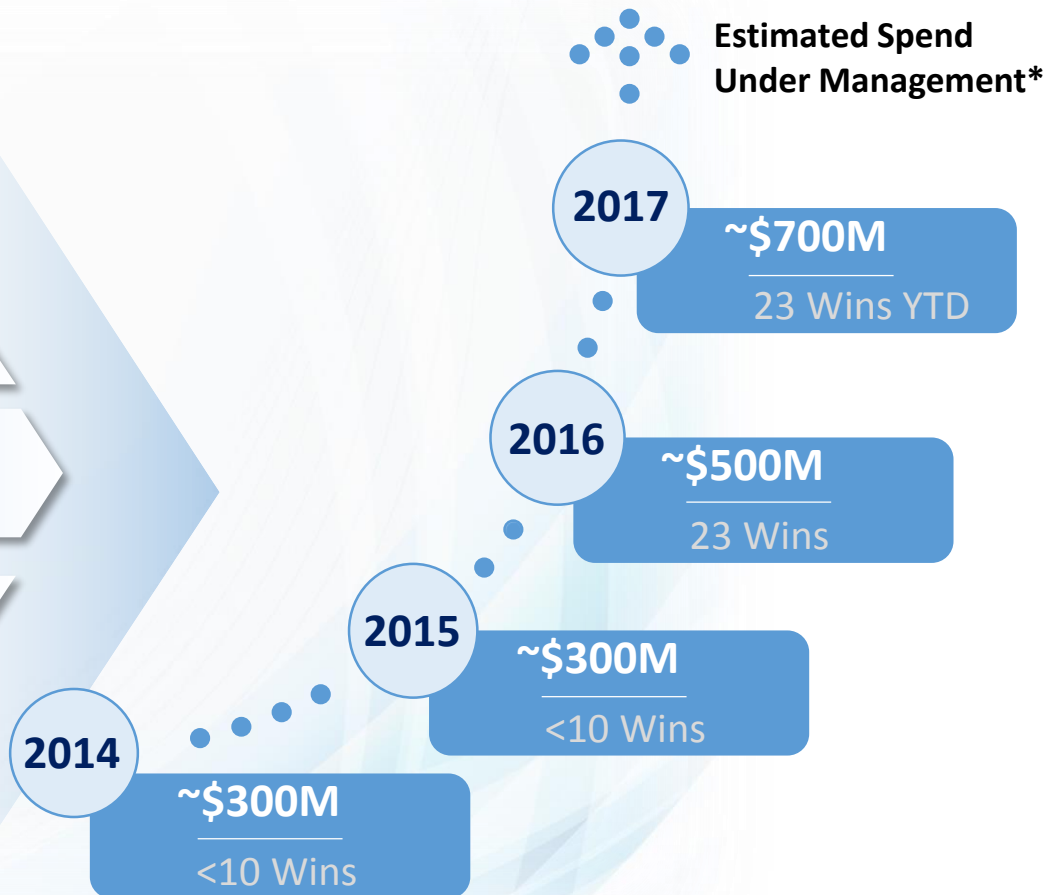 Estimated Spend
Under Management*
2017
~$700M
23 Wins YTD
2016
~$500M
23 Wins
2015
~$300M
<10 Wins
2014
~$300M
<10 Wins